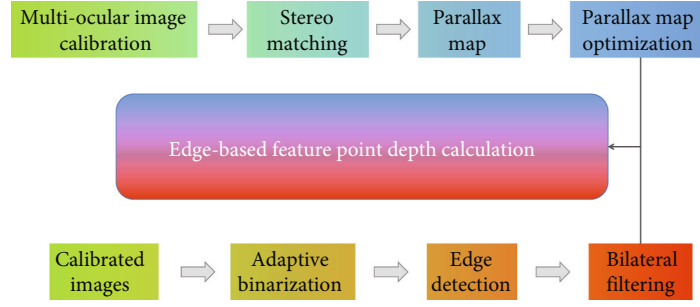 Multi-ocular image
calibration
Stereo
matching
Parallax
map
Parallax map
optimization
Edge-based feature point depth calculation
Calibrated
images
Adaptive
binarization
Edge
detection
Bilateral
filtering